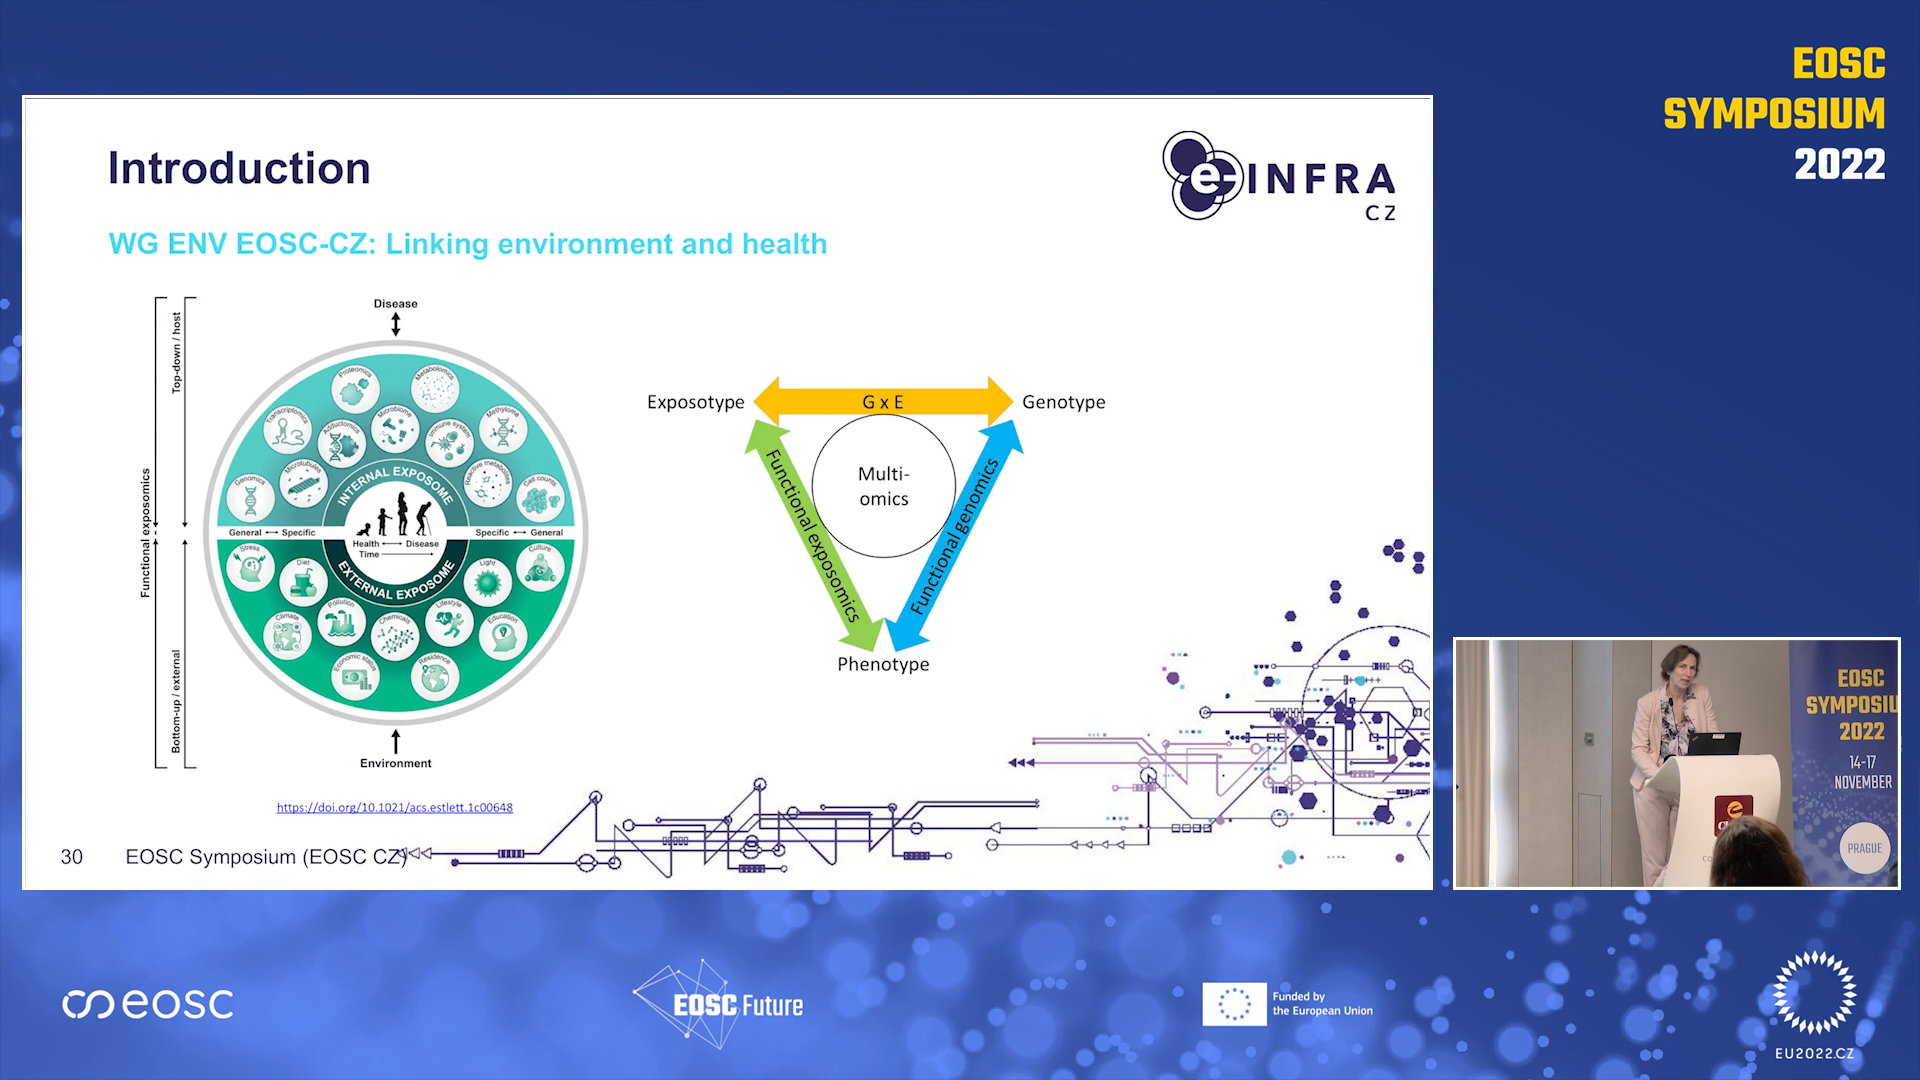 EOSC
SYMPOSIUM
2022
Introduction
e-INFRA
CZ
WG ENV EOSC-CZ: Linking environment and health
Disease
Top-down / host
Functional exposomics
Bottom-up / external
Proteomics
Metabolomics
Transcriptomics
Adductomics
Microbiome
Immune system
Methylome
Genomics
Microtubules
Reactive metabolites
Cell counts
INTERNAL EXPOSOME
General
Specific
Health
Disease
Time
Specific
General
EXTERNAL EXPOSOME
Stress
Diet
Light
Culture
Climate
Pollution
Chemicals
Lifestyle
Education
Economic status
Residence
Environment
https://doi.org/10.1021/acs.estlett.1c00648
Exposotype
G x E
Genotype
Multi-
omics
Functional exposomics
Functional genomics
Phenotype
30
EOSC Symposium (EOSC CZ)
EOSC
SYMPOSIU
2022
14-17
NOVEMBER
PRAGUE
eosc
EOSC Future
Funded by
the European Union
EU2022.CZ